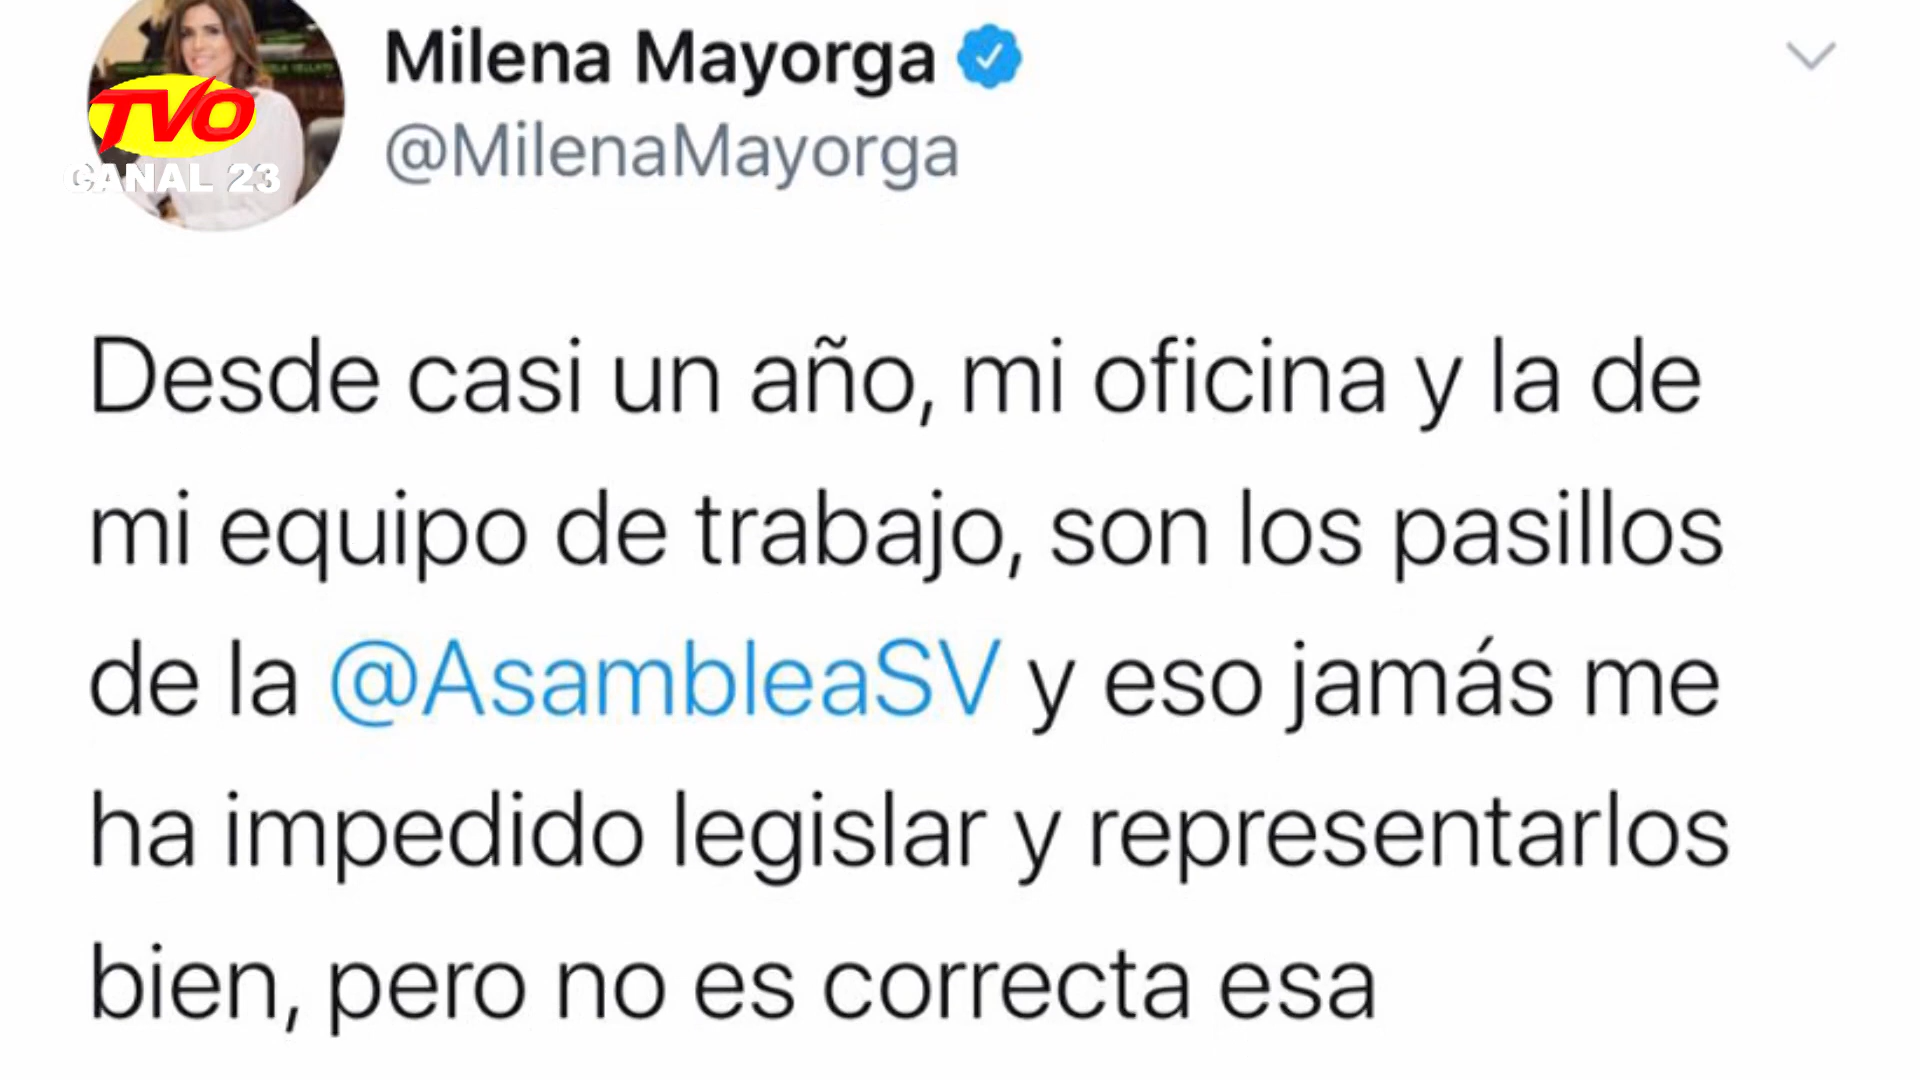 Milena Mayorga
@MilenaMayorga
TVO
CANAL 23
Desde casi un año, mi oficina y la de
mi equipo de trabajo, son los pasillos
de la @AsambleaSV y eso jamás me
ha impedido legislar y representarlos
bien, pero no es correcta esa